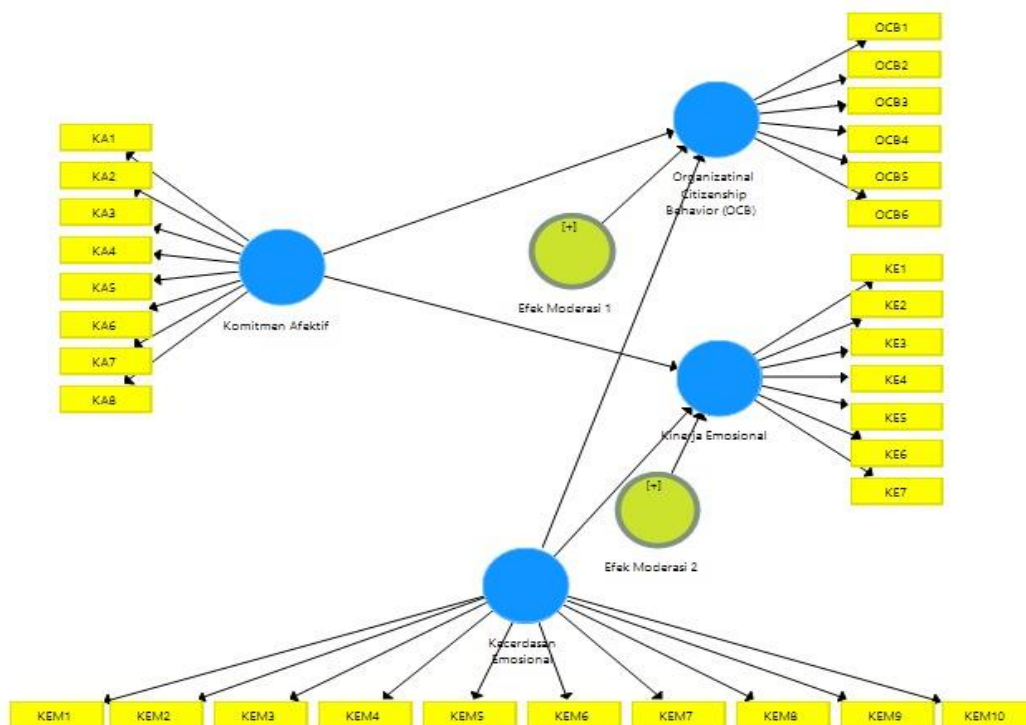 OCB1
OCB2
OCB3
OCB4
OCB5
OCB6
Organizatinal
Citizenship
Behavior (OCB)
KA1
KA2
KA3
KA4
KA5
KA6
KA7
KA8
Komitmen Afektif
[+]
Efek Moderasi 1
KE1
KE2
KE3
KE4
KE5
KE6
KE7
Kinerja Emosional
[+]
Efek Moderasi 2
Kecerdasan
Emosional
KEM1
KEM2
KEM3
KEM4
KEM5
KEM6
KEM7
KEM8
KEM9
KEM10